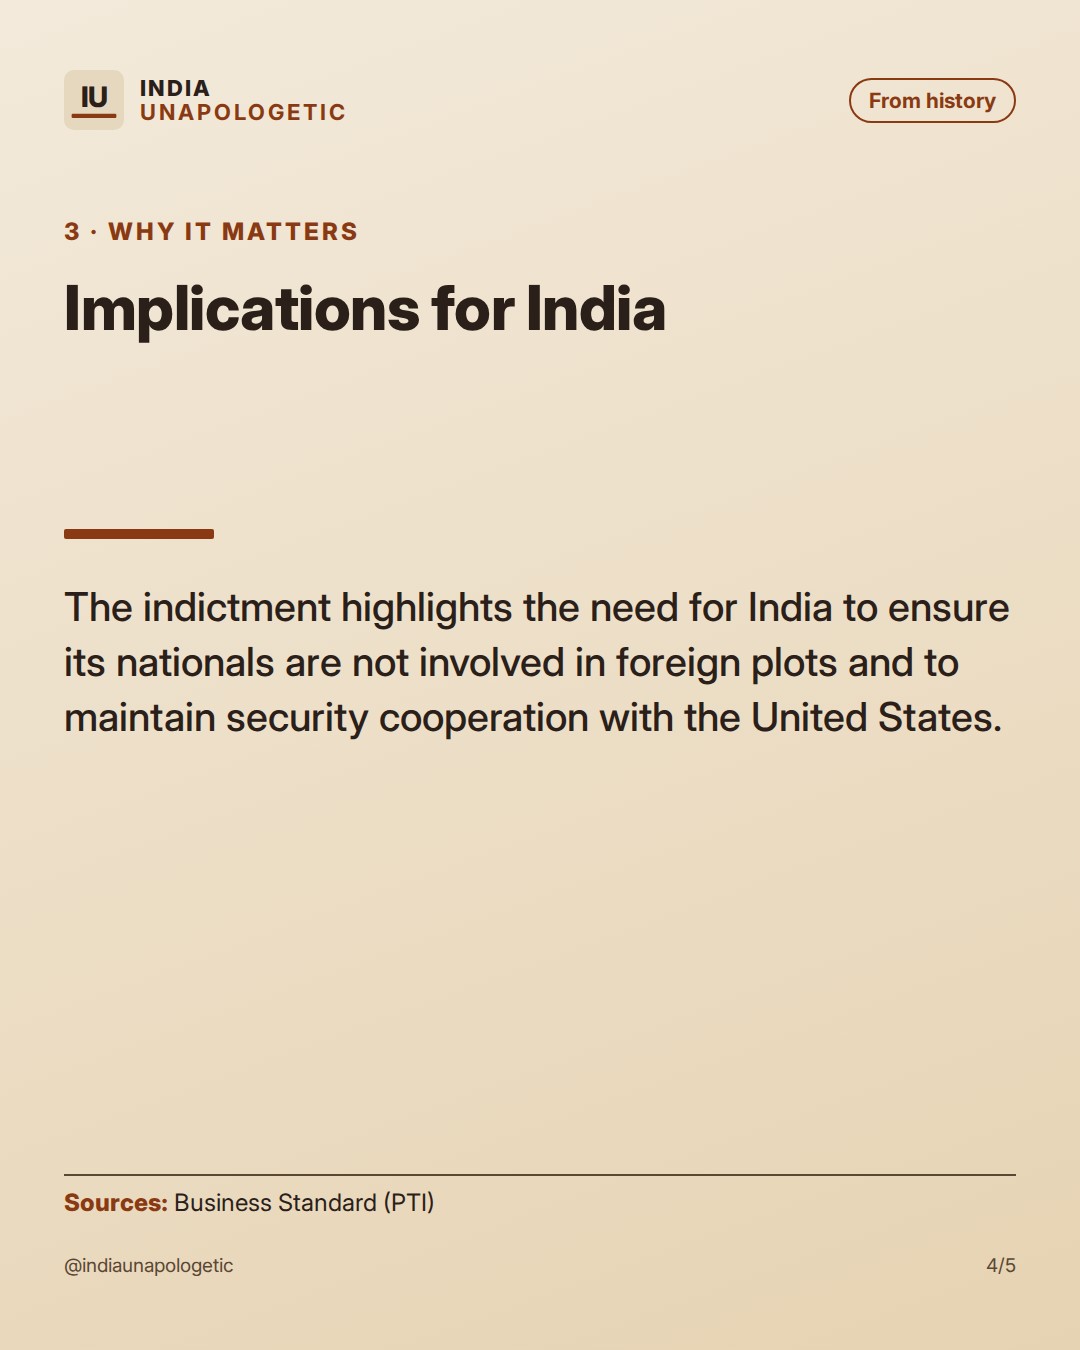 IU
INDIA
UNAPOLOGETIC
From history
3 · WHY IT MATTERS
Implications for India
The indictment highlights the need for India to ensure
its nationals are not involved in foreign plots and to
maintain security cooperation with the United States.
Sources: Business Standard (PTI)
@indiaunapologetic
4/5